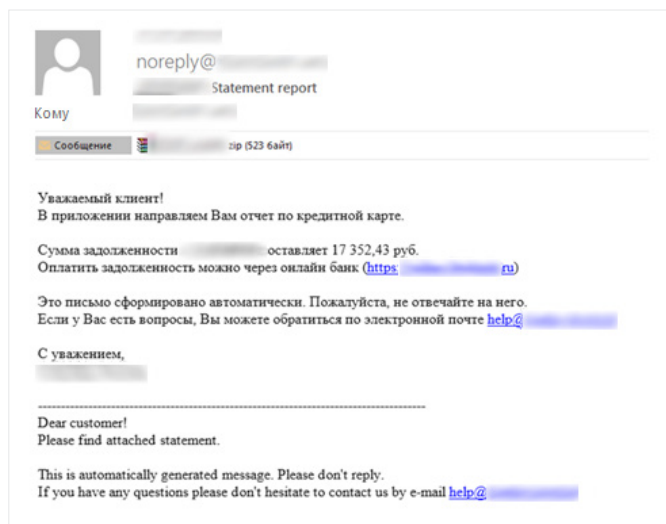 noreply@
Statement report
Кому
Сообщение
zip (523 байт)
Уважаемый клиент!
В приложении направляем Вам отчет по кредитной карте.
Сумма задолженности оставляет 17 352,43 руб.
Оплатить задолженность можно через онлайн банк (https: ru)
Это письмо сформировано автоматически. Пожалуйста, не отвечайте на него.
Если у Вас есть вопросы, Вы можете обратиться по электронной почте help@
С уважением,
Dear customer!
Please find attached statement.
This is automatically generated message. Please don't reply.
If you have any questions please don't hesitate to contact us by e-mail help@